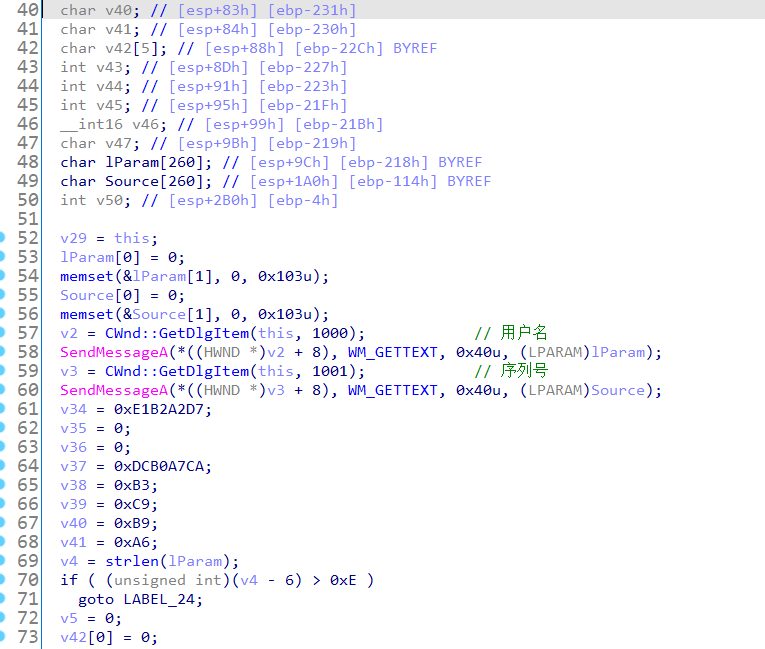 40 char v40; // [esp+83h] [ebp-231h]
41 char v41; // [esp+84h] [ebp-230h]
42 char v42[5]; // [esp+88h] [ebp-22Ch] BYREF
43 int v43; // [esp+8Dh] [ebp-227h]
44 int v44; // [esp+91h] [ebp-223h]
45 int v45; // [esp+95h] [ebp-21Fh]
46 __int16 v46; // [esp+99h] [ebp-21Bh]
47 char v47; // [esp+9Bh] [ebp-219h]
48 char lParam[260]; // [esp+9Ch] [ebp-218h] BYREF
49 char Source[260]; // [esp+1A0h] [ebp-114h] BYREF
50 int v50; // [esp+2B0h] [ebp-4h]
51
52 v29 = this;
53 lParam[0] = 0;
54 memset(&lParam[1], 0, 0x103u);
55 Source[0] = 0;
56 memset(&Source[1], 0, 0x103u);
57 v2 = CWnd::GetDlgItem(this, 1000); // 用户名
58 SendMessageA(*((HWND *)v2 + 8), WM_GETTEXT, 0x40u, (LPARAM)lParam);
59 v3 = CWnd::GetDlgItem(this, 1001); // 序列号
60 SendMessageA(*((HWND *)v3 + 8), WM_GETTEXT, 0x40u, (LPARAM)Source);
61 v34 = 0xE1B2A2D7;
62 v35 = 0;
63 v36 = 0;
64 v37 = 0xDCB0A7CA;
65 v38 = 0xB3;
66 v39 = 0xC9;
67 v40 = 0xB9;
68 v41 = 0xA6;
69 v4 = strlen(lParam);
70 if ( (unsigned int)(v4 - 6) > 0xE )
71 goto LABEL_24;
72 v5 = 0;
73 v42[0] = 0;